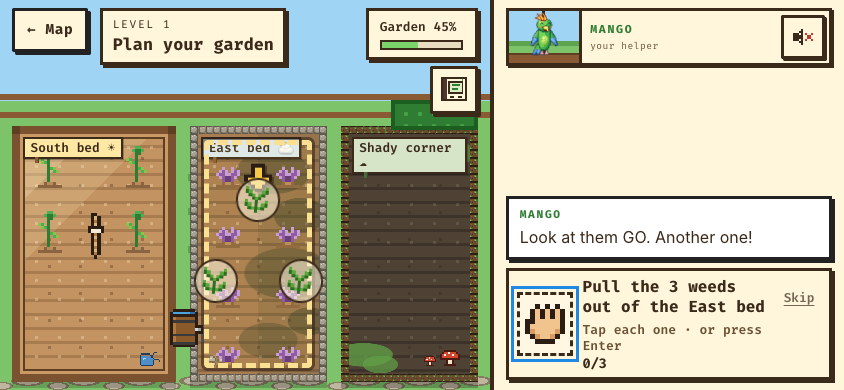 ← Map
LEVEL 1
Plan your garden
Garden 45%
South bed ☀
East bed ⛅
Shady corner
☁
MANGO
your helper
MANGO
Look at them GO. Another one!
Pull the 3 weeds
out of the East bed
Skip
Tap each one · or press
Enter
0/3